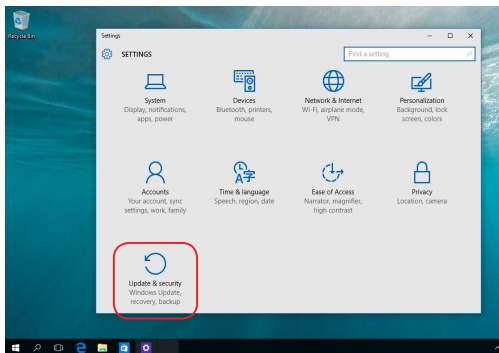 Recycle Bin
Settings
SETTINGS
Find a setting
System
Display, notifications,
apps, power
Devices
Bluetooth, printers,
mouse
Network & Internet
Wi-Fi, airplane mode,
VPN
Personalization
Background, lock
screen, colors
Accounts
Your account, sync
settings, work, family
Time & language
Speech, region, date
Ease of Access
Narrator, magnifier,
high contrast
Privacy
Location, camera
Update & security
Windows Update,
recovery, backup